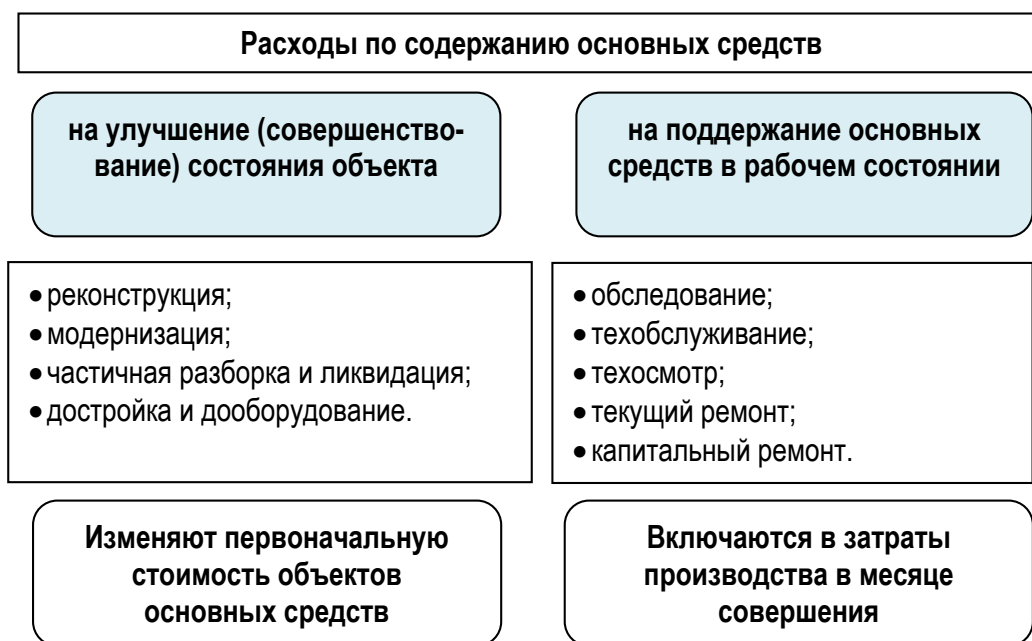 Расходы по содержанию основных средств
на улучшение (совершенство-
вание) состояния объекта
на поддержание основных
средств в рабочем состоянии
• реконструкция;
• модернизация;
• частичная разборка и ликвидация;
• достройка и дооборудование.
• обследование;
• техобслуживание;
• техосмотр;
• текущий ремонт;
• капитальный ремонт.
Изменяют первоначальную
стоимость объектов
основных средств
Включаются в затраты
производства в месяце
совершения